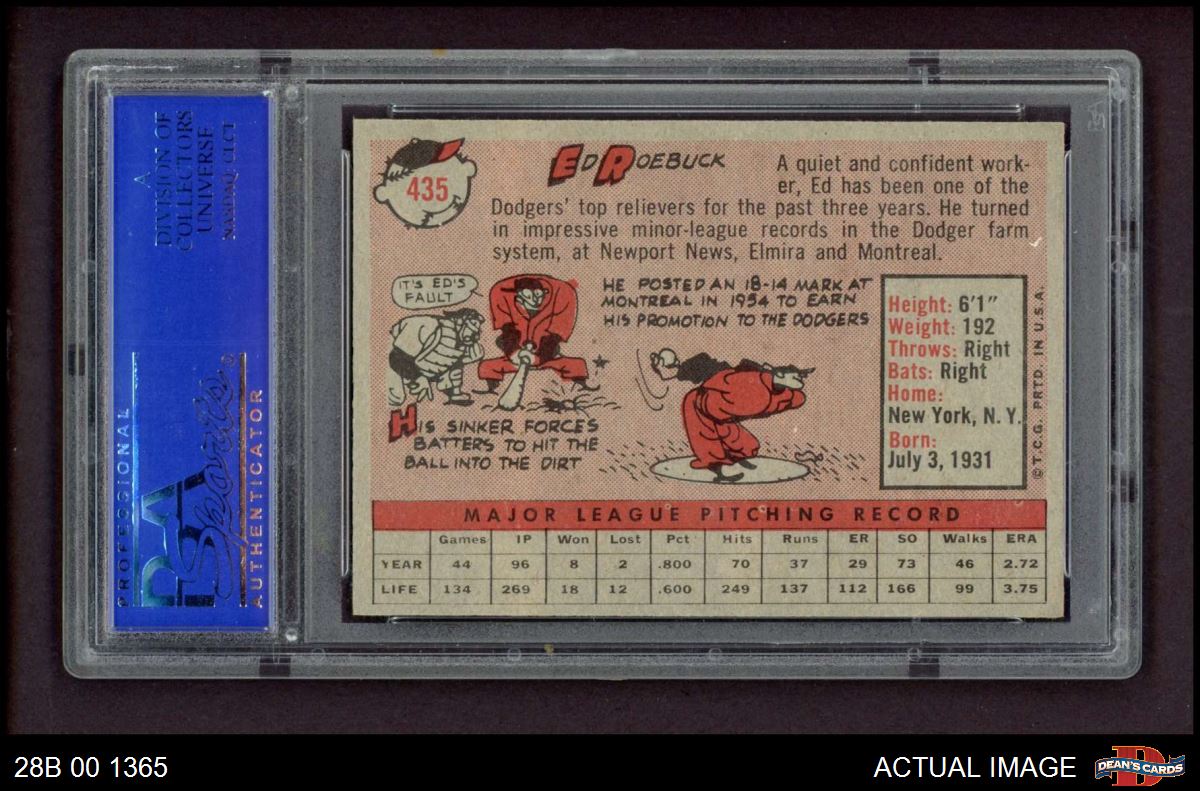 A
DIVISION OF
COLLECTORS
UNIVERSE
NASDAQ: CLCT
PROFESSIONAL
PSA
Sports
AUTHENTICATOR
435
ED ROEBUCK
A quiet and confident work-
er, Ed has been one of the
Dodgers' top relievers for the past three years. He turned
in impressive minor-league records in the Dodger farm
system, at Newport News, Elmira and Montreal.
IT'S ED'S
FAULT
HE POSTED AN 18-14 MARK AT
MONTREAL IN 1954 TO EARN
HIS PROMOTION TO THE DODGERS
HIS SINKER FORCES
BATTERS TO HIT THE
BALL INTO THE DIRT
Height: 6'1"
Weight: 192
Throws: Right
Bats: Right
Home:
New York, N. Y.
Born:
July 3, 1931
© T.C.G. PRTD. IN U.S.A.
MAJOR LEAGUE PITCHING RECORD
Games IP Won Lost Pct Hits Runs ER SO Walks ERA
YEAR 44 96 8 2 .800 70 37 29 73 46 2.72
LIFE 134 269 18 12 .600 249 137 112 166 99 3.75
28B 00 1365
ACTUAL IMAGE
DEAN'S CARDS